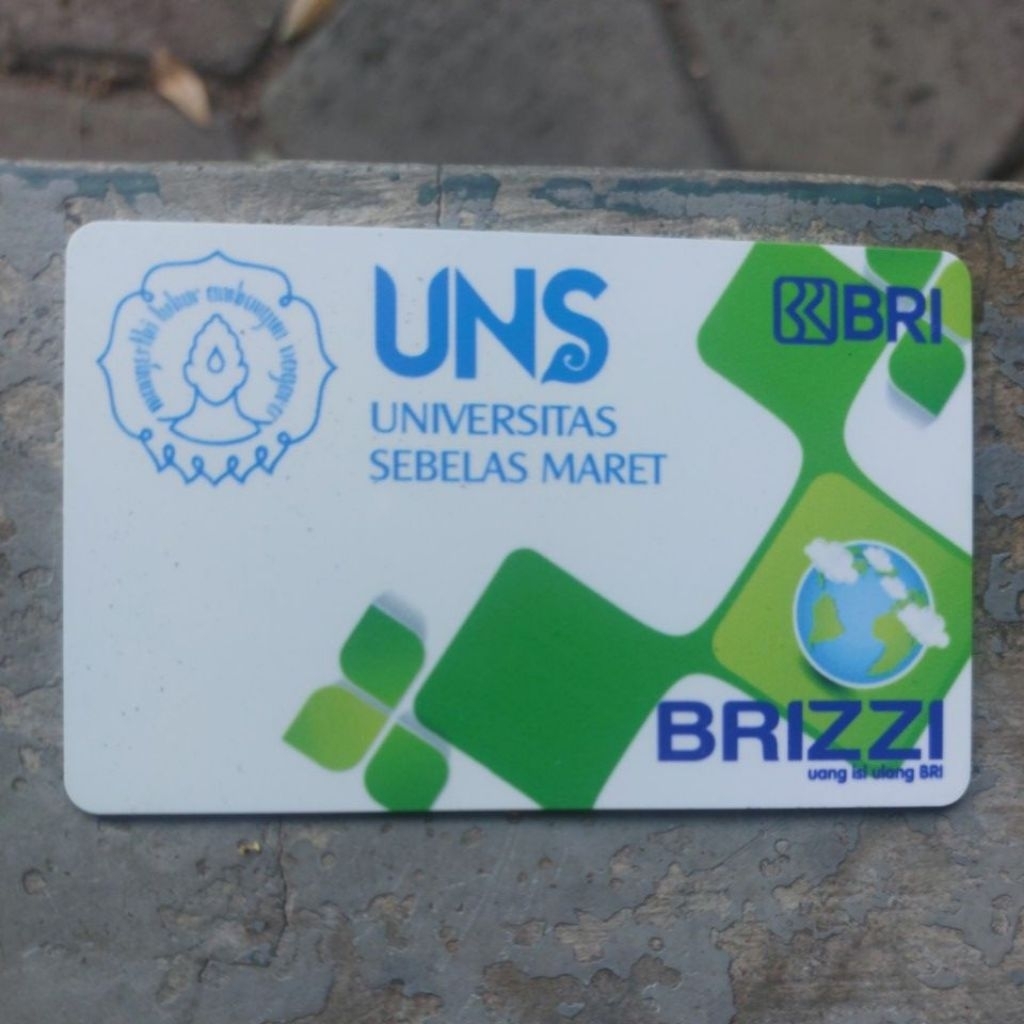 UNS
UNIVERSITAS
SEBELAS MARET
BRI
BRIZZI
uang isi ulang BRI